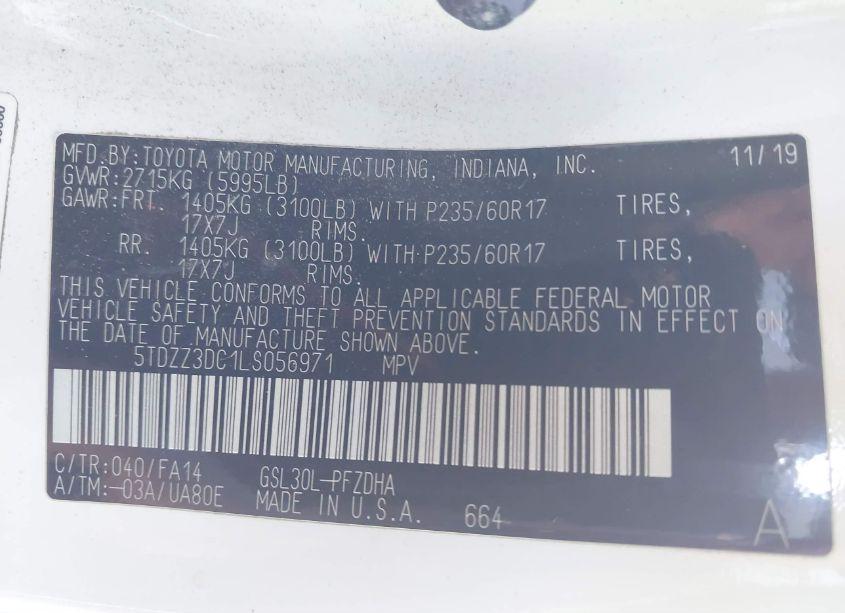 MFD.BY:TOYOTA MOTOR MANUFACTURING, INDIANA, INC. 11/19
GVWR:2715KG (5995LB)
GAWR:FRT. 1405KG (3100LB) WITH P235/60R17 TIRES,
17X7J RIMS.
RR. 1405KG (3100LB) WITH P235/60R17 TIRES,
17X7J RIMS.
THIS VEHICLE CONFORMS TO ALL APPLICABLE FEDERAL MOTOR
VEHICLE SAFETY AND THEFT PREVENTION STANDARDS IN EFFECT ON
THE DATE OF MANUFACTURE SHOWN ABOVE.
5TDZZ3DC1LS056971 MPV
C/TR:040/FA14 GSL30L-PFZDHA
A/TM:-03A/UA80E MADE IN U.S.A. 664 A